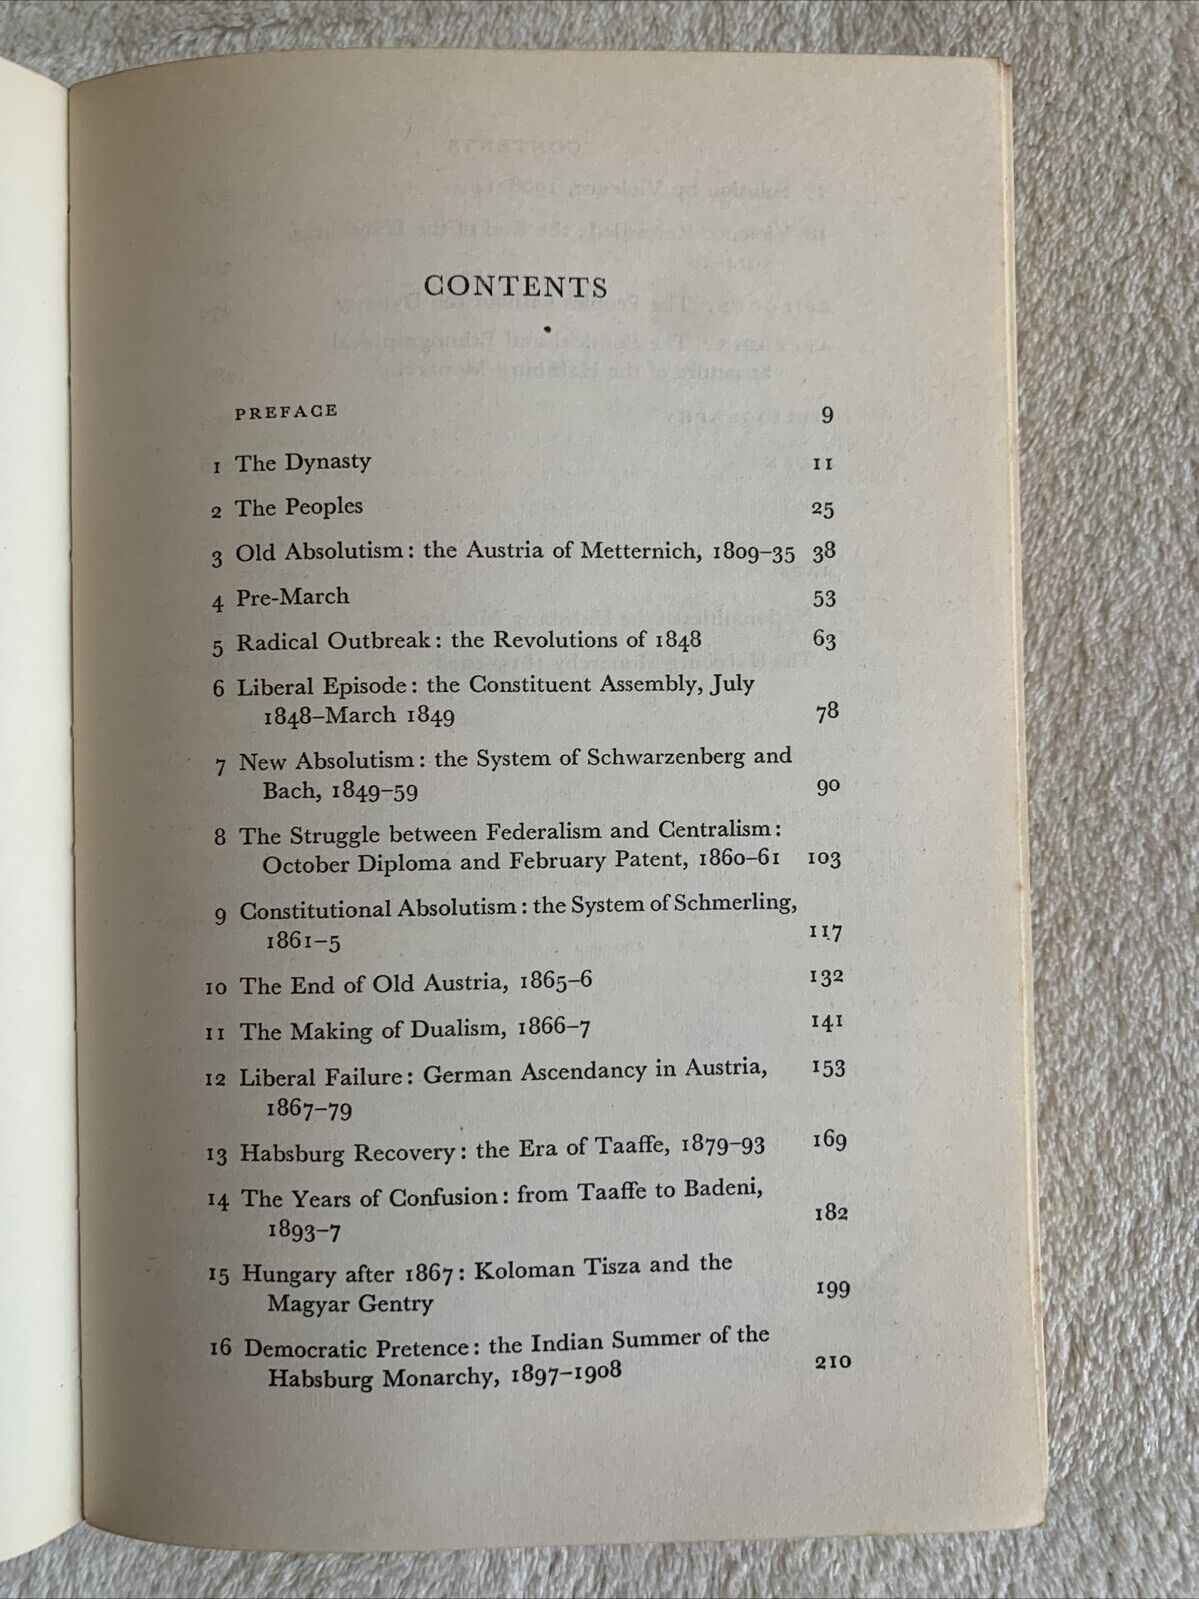 CONTENTS
PREFACE 9
1 The Dynasty 11
2 The Peoples 25
3 Old Absolutism: the Austria of Metternich, 1809–35 38
4 Pre-March 53
5 Radical Outbreak: the Revolutions of 1848 63
6 Liberal Episode: the Constituent Assembly, July
1848–March 1849 78
7 New Absolutism: the System of Schwarzenberg and
Bach, 1849–59 90
8 The Struggle between Federalism and Centralism:
October Diploma and February Patent, 1860–61 103
9 Constitutional Absolutism: the System of Schmerling,
1861–5 117
10 The End of Old Austria, 1865–6 132
11 The Making of Dualism, 1866–7 141
12 Liberal Failure: German Ascendancy in Austria, 153
1867–79
13 Habsburg Recovery: the Era of Taaffe, 1879–93 169
14 The Years of Confusion: from Taaffe to Badeni,
1893–7 182
15 Hungary after 1867: Koloman Tisza and the
Magyar Gentry 199
16 Democratic Pretence: the Indian Summer of the
Habsburg Monarchy, 1897–1908 210